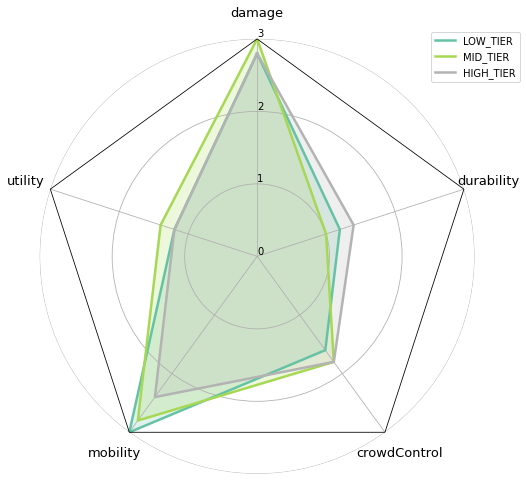 damage
3
LOW_TIER
MID_TIER
HIGH_TIER
2
utility
1
durability
0
mobility
crowdControl